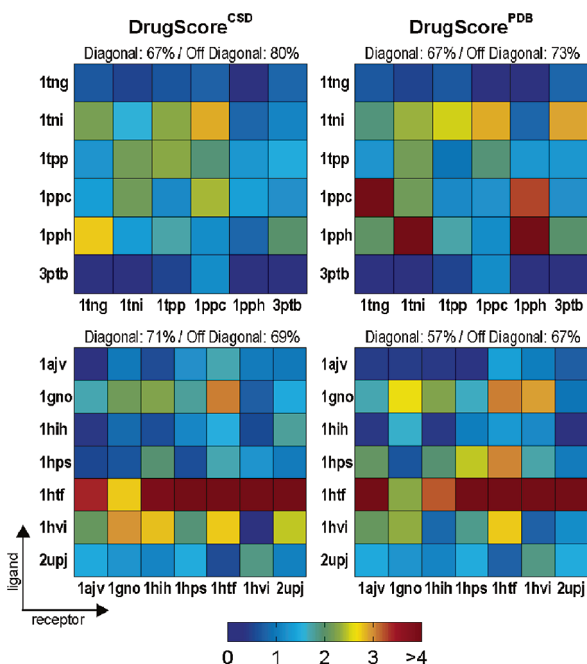 DrugScoreCSD
DrugScorePDB
Diagonal: 67% / Off Diagonal: 80%
Diagonal: 67% / Off Diagonal: 73%
1tng
1tni
1tpp
1ppc
1pph
3ptb
1tng 1tni 1tpp 1ppc 1pph 3ptb
1tng
1tni
1tpp
1ppc
1pph
3ptb
1tng 1tni 1tpp 1ppc 1pph 3ptb
Diagonal: 71% / Off Diagonal: 69%
Diagonal: 57% / Off Diagonal: 67%
1ajv
1gno
1hih
1hps
1htf
1hvi
2upj
1ajv 1gno 1hih 1hps 1htf 1hvi 2upj
1ajv
1gno
1hih
1hps
1htf
1hvi
2upj
1ajv 1gno 1hih 1hps 1htf 1hvi 2upj
ligand
receptor
0 1 2 3 >4